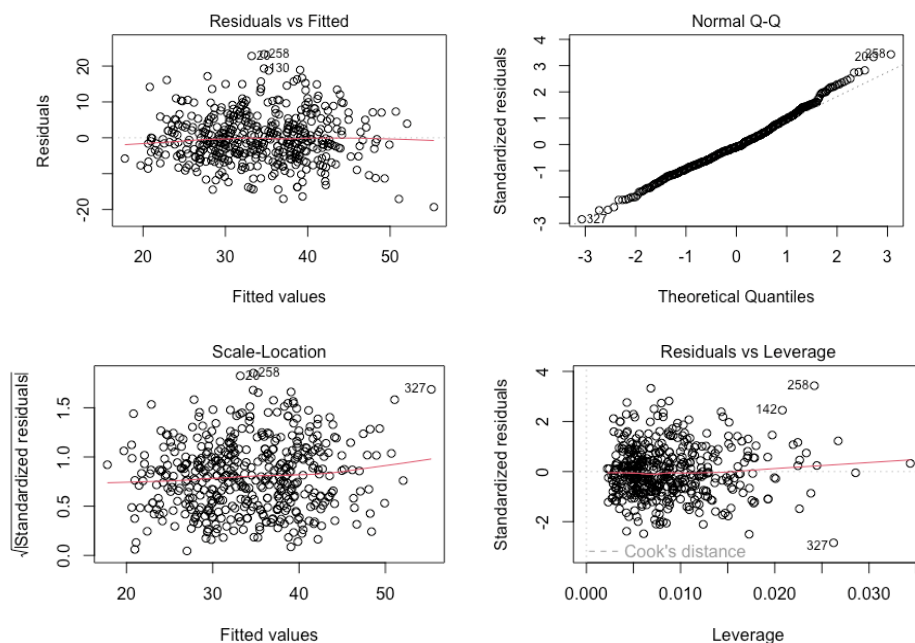 Residuals vs Fitted
Residuals
20
10
0
-20
20
258
130
20 30 40 50
Fitted values
Normal Q-Q
Standardized residuals
4
3
2
1
0
-1
-3
258
20
327
-3 -2 -1 0 1 2 3
Theoretical Quantiles
Scale-Location
√|Standardized residuals|
1.5
1.0
0.5
0.0
20
258
327
20 30 40 50
Fitted values
Residuals vs Leverage
Standardized residuals
4
2
0
-2
258
142
327
Cook's distance
0.000 0.010 0.020 0.030
Leverage